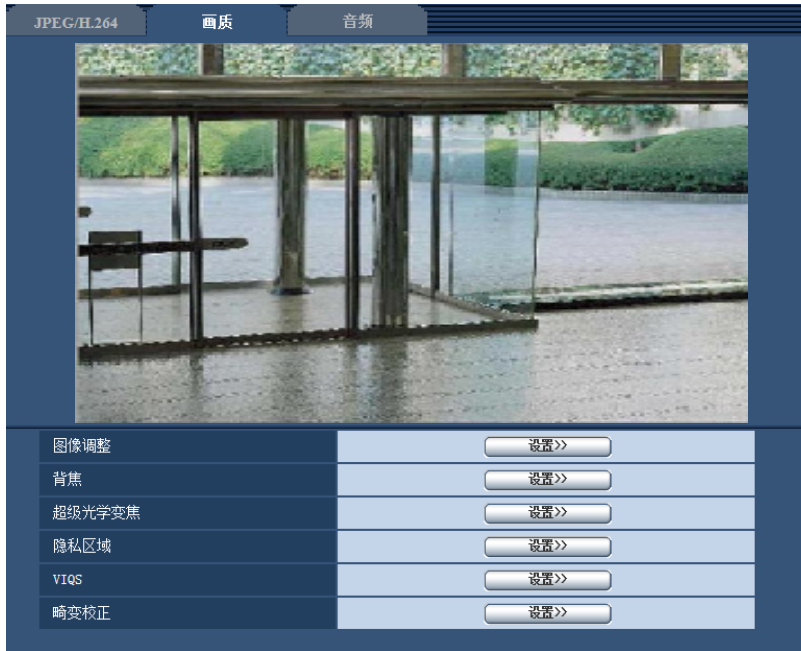 JPEG/H.264 画质 音频
图像调整 设置>>
背焦 设置>>
超级光学变焦 设置>>
隐私区域 设置>>
VIQS 设置>>
畸变校正 设置>>